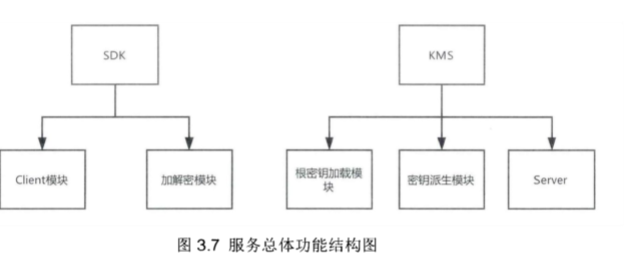 SDK
KMS
Client模块
加解密模块
根密钥加载模
块
密钥派生模块
Server
图 3.7 服务总体功能结构图